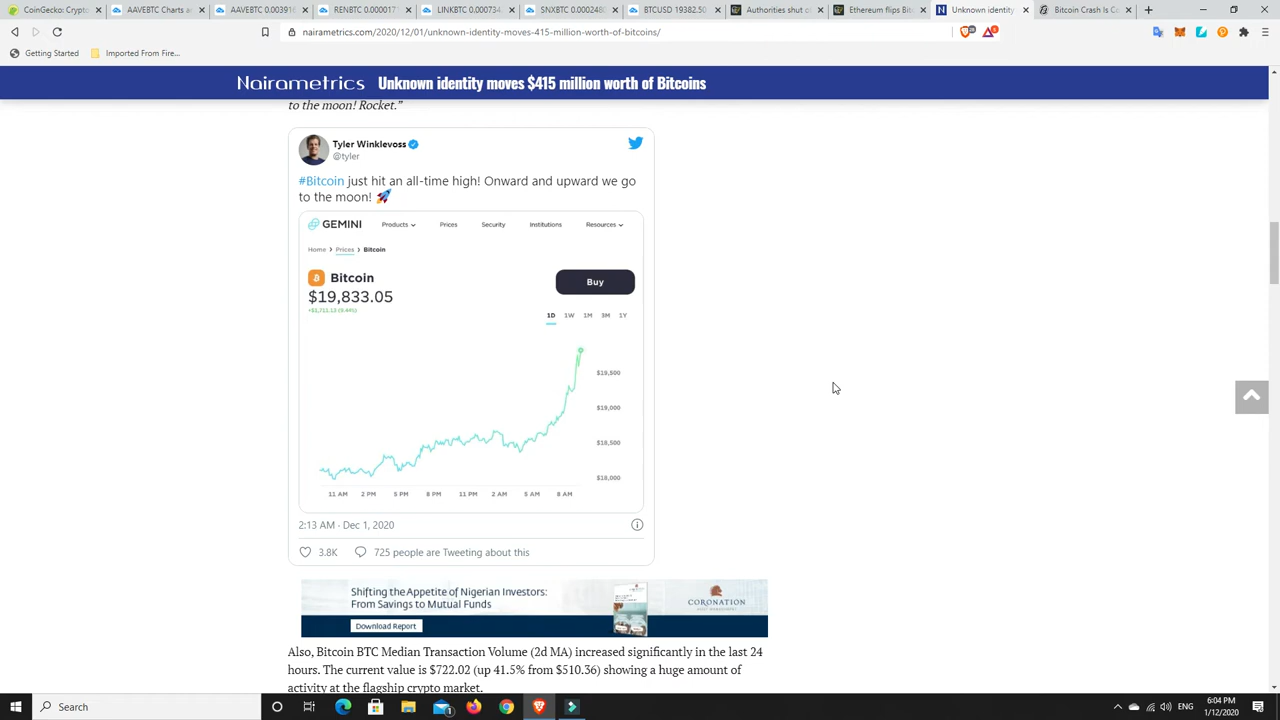 CoinGecko: Crypto
AAVEBTC Charts a
AAVEBTC 0.003916
RENBTC 0.0000171
LINKBTC 0.000734
SNXBTC 0.0002480
BTCUSD 19382.50
Authorities shut d
Ethereum flips Bit
Unknown identity
Bitcoin Crash Is Co
nairametrics.com/2020/12/01/unknown-identity-moves-415-million-worth-of-bitcoins/
Getting Started
Imported From Fire...
Nairametrics Unknown identity moves $415 million worth of Bitcoins
to the moon! Rocket.”
Tyler Winklevoss
@tyler
#Bitcoin just hit an all-time high! Onward and upward we go
to the moon! 🚀
GEMINI Products Prices Security Institutions Resources
Home > Prices > Bitcoin
Bitcoin
$19,833.05
Buy
1D 1W 1M 3M 1Y
$19,500
$19,000
$18,500
$18,000
11 AM 2 PM 5 PM 8 PM 11 PM 2 AM 5 AM 8 AM
2:13 AM · Dec 1, 2020
3.8K 725 people are Tweeting about this
Shifting the Appetite of Nigerian Investors:
From Savings to Mutual Funds
Download Report
CORONATION
Also, Bitcoin BTC Median Transaction Volume (2d MA) increased significantly in the last 24
hours. The current value is $722.02 (up 41.5% from $510.36) showing a huge amount of
activity at the flagship crypto market.
Search
ENG
6:04 PM
1/12/2020